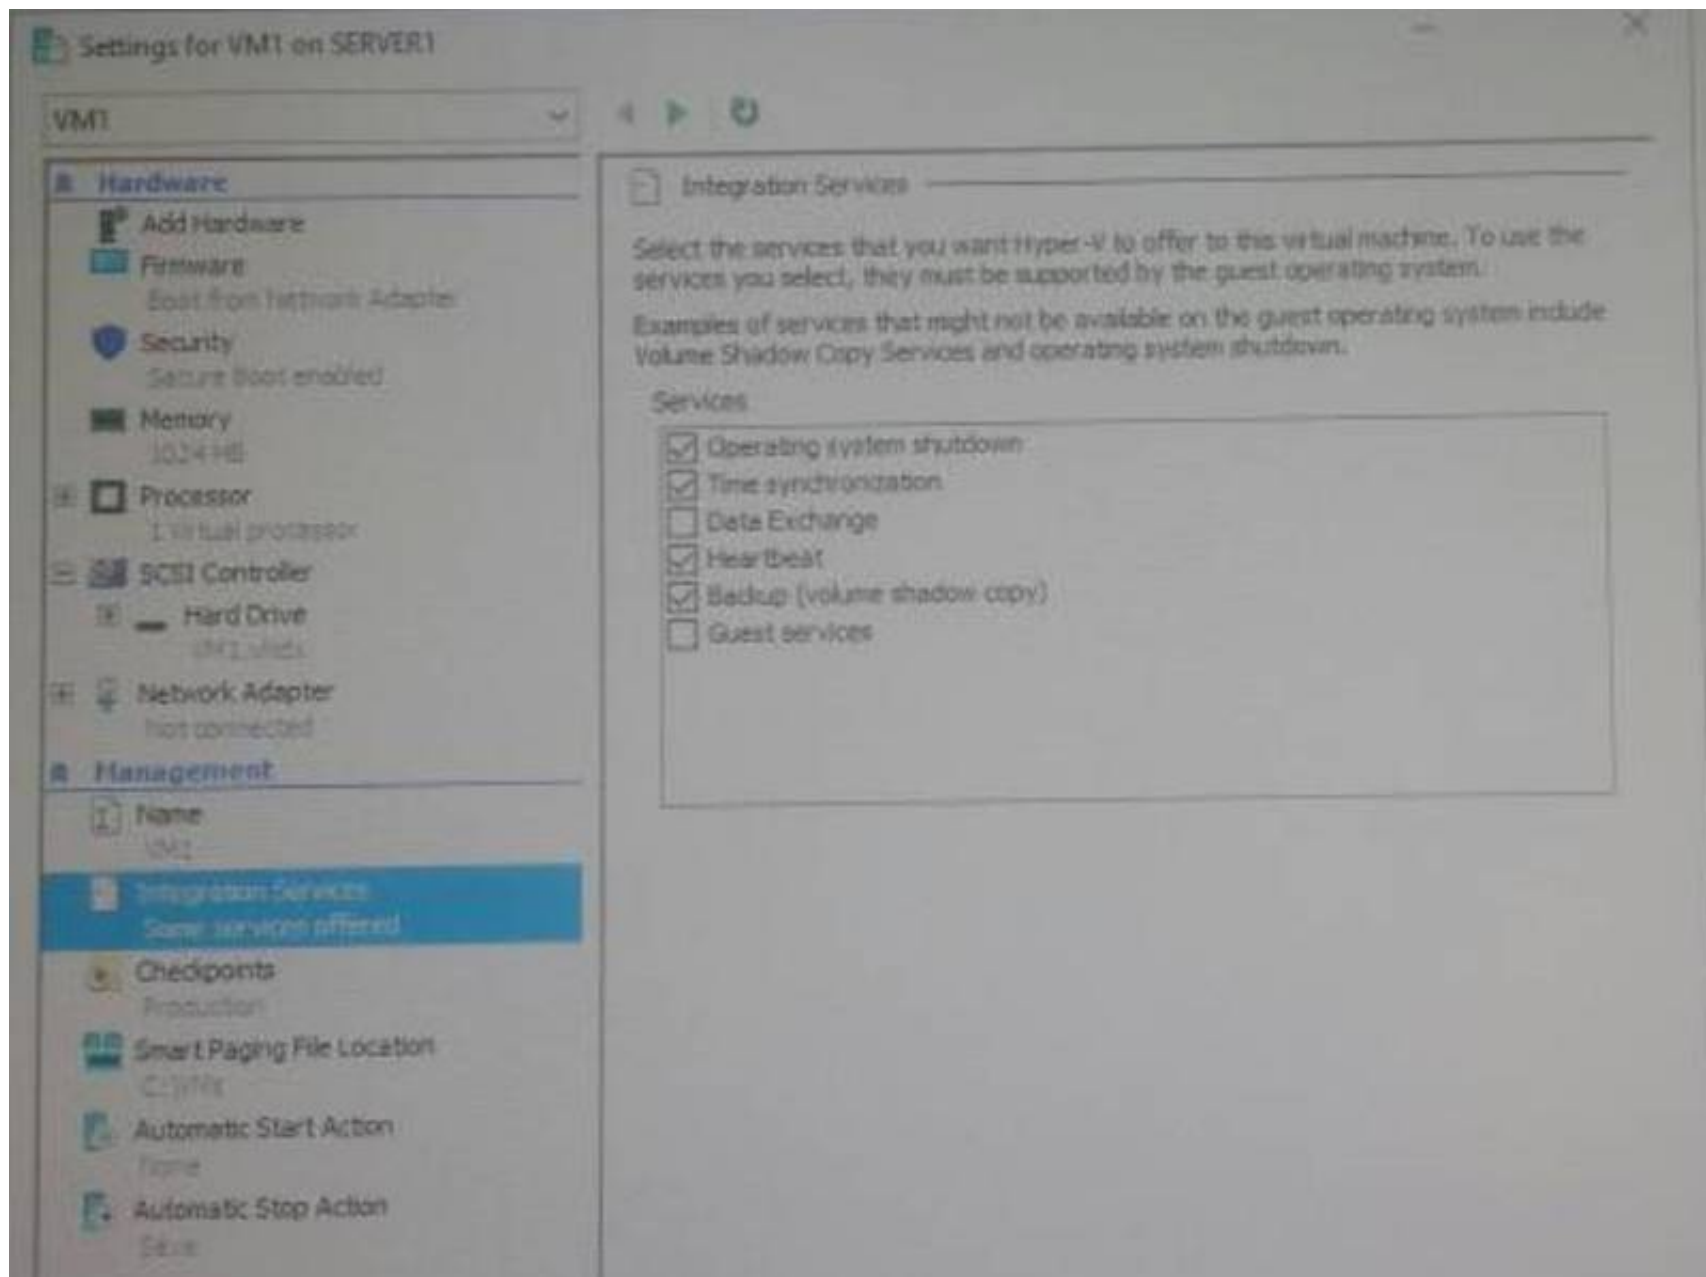 Settings for VM1 on SERVER1
VM1
Hardware
Add Hardware
Firmware
Boot from Network Adapter
Security
Secure Boot enabled
Memory
1024 MB
Processor
1 Virtual processor
SCSI Controller
Hard Drive
VM1.vhdx
Network Adapter
Not connected
Management
Name
VM1
Integration Services
Some services offered
Checkpoints
Production
Smart Paging File Location
C:\VMs
Automatic Start Action
None
Automatic Stop Action
Save
Integration Services
Select the services that you want Hyper-V to offer to this virtual machine. To use the
services you select, they must be supported by the guest operating system.
Examples of services that might not be available on the guest operating system include
Volume Shadow Copy Services and operating system shutdown.
Services
Operating system shutdown
Time synchronization
Data Exchange
Heartbeat
Backup (volume shadow copy)
Guest services